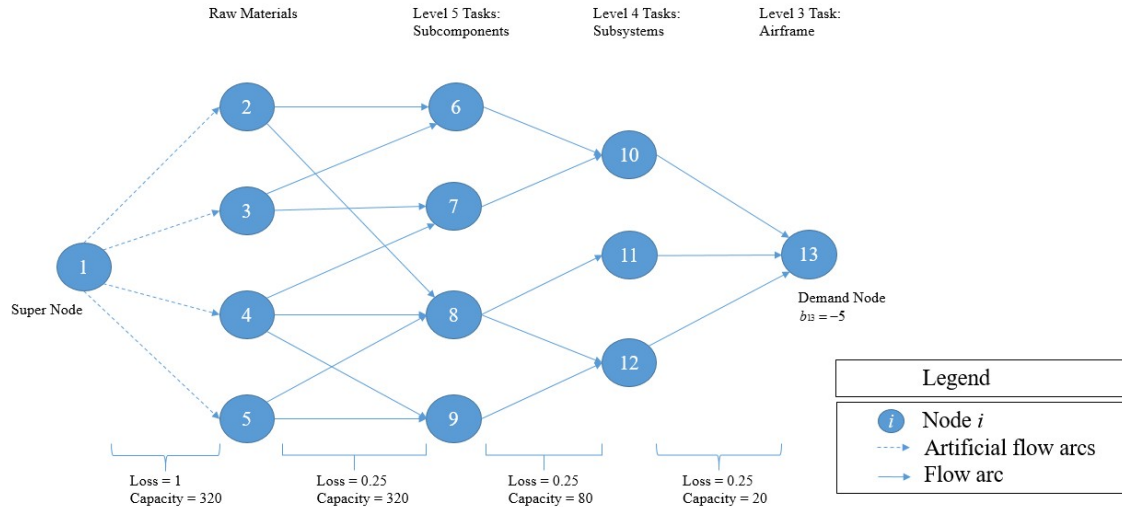 Raw Materials
Level 5 Tasks:
Subcomponents
Level 4 Tasks:
Subsystems
Level 3 Task:
Airframe
1
2
3
4
5
6
7
8
9
10
11
12
13
Super Node
Demand Node
b13 = −5
Loss = 1
Capacity = 320
Loss = 0.25
Capacity = 320
Loss = 0.25
Capacity = 80
Loss = 0.25
Capacity = 20
Legend
i Node i
Artificial flow arcs
Flow arc